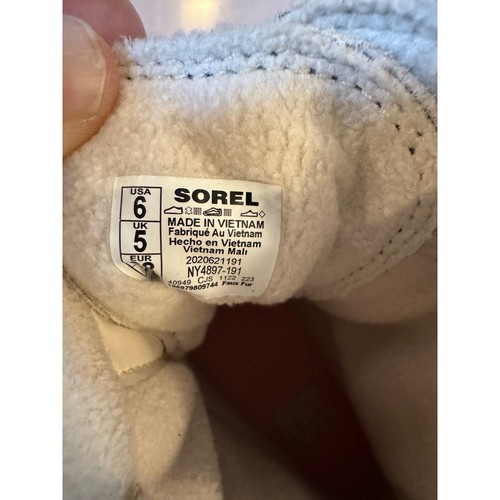 USA
6
UK
5
EUR
SOREL
MADE IN VIETNAM
Fabriqué Au Vietnam
Hecho en Vietnam
Vietnam Malı
2020621191
NY4897-191
CJS 1122 223
Faux Fur